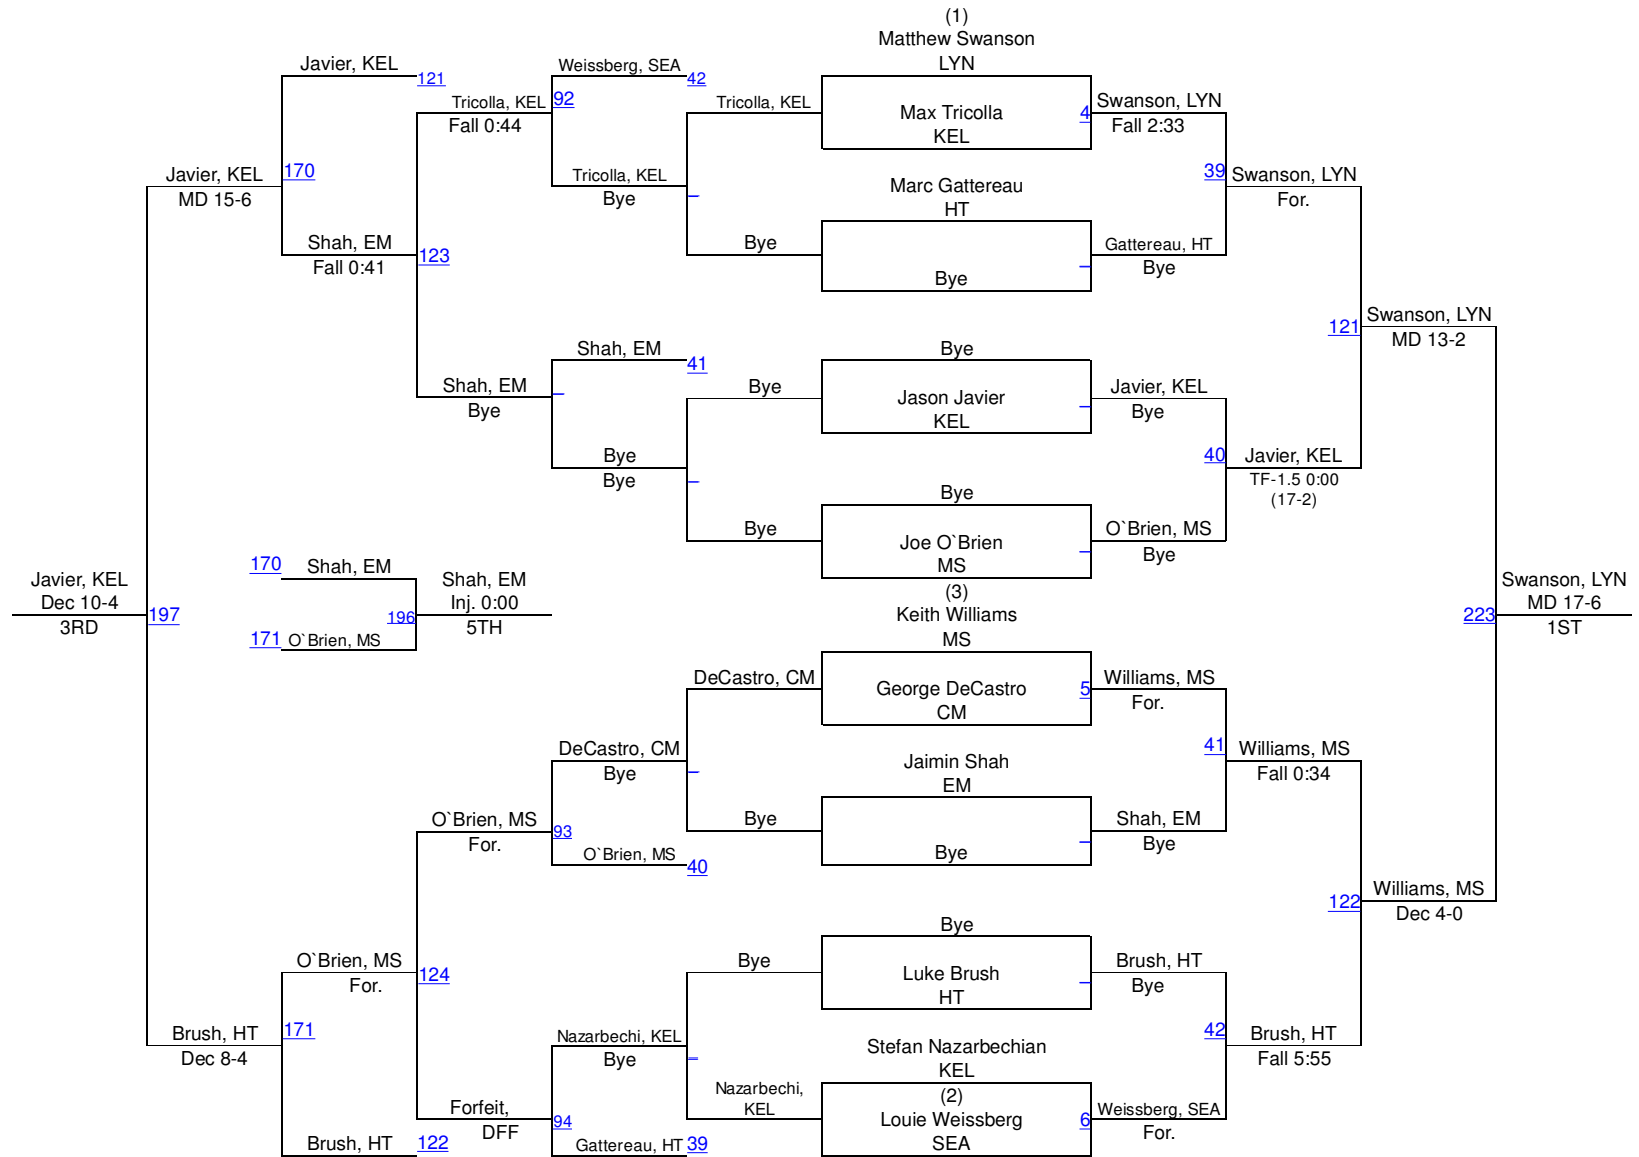 (1)
Matthew Swanson
LYN
Javier, KEL
121
Weissberg, SEA
42
Tricolla, KEL
92
Fall 0:44
Tricolla, KEL
Max Tricolla
KEL
4
Swanson, LYN
Fall 2:33
Javier, KEL
MD 15-6
170
Tricolla, KEL
Bye
Marc Gattereau
HT
39
Swanson, LYN
For.
Shah, EM
Fall 0:41
123
Bye
Bye
Gattereau, HT
Bye
121
Swanson, LYN
MD 13-2
Shah, EM
41
Bye
Shah, EM
Bye
Bye
Jason Javier
KEL
Javier, KEL
Bye
Bye
Bye
40
Javier, KEL
TF-1.5 0:00
(17-2)
Bye
Bye
Joe O`Brien
MS
O`Brien, MS
Bye
170
Shah, EM
Javier, KEL
Dec 10-4
3RD
197
171
O`Brien, MS
196
Shah, EM
Inj. 0:00
5TH
(3)
Keith Williams
MS
223
Swanson, LYN
MD 17-6
1ST
DeCastro, CM
George DeCastro
CM
5
Williams, MS
For.
DeCastro, CM
Bye
Jaimin Shah
EM
41
Williams, MS
Fall 0:34
O`Brien, MS
For.
93
Bye
Bye
Shah, EM
Bye
O`Brien, MS
40
122
Williams, MS
Dec 4-0
Bye
O`Brien, MS
For.
124
Bye
Luke Brush
HT
Brush, HT
Bye
Brush, HT
Dec 8-4
171
Nazarbechi, KEL
Bye
Stefan Nazarbechian
KEL
42
Brush, HT
Fall 5:55
Forfeit,
DFF
94
Nazarbechi,
KEL
(2)
Louie Weissberg
SEA
6
Weissberg, SEA
For.
Brush, HT
122
Gattereau, HT
39